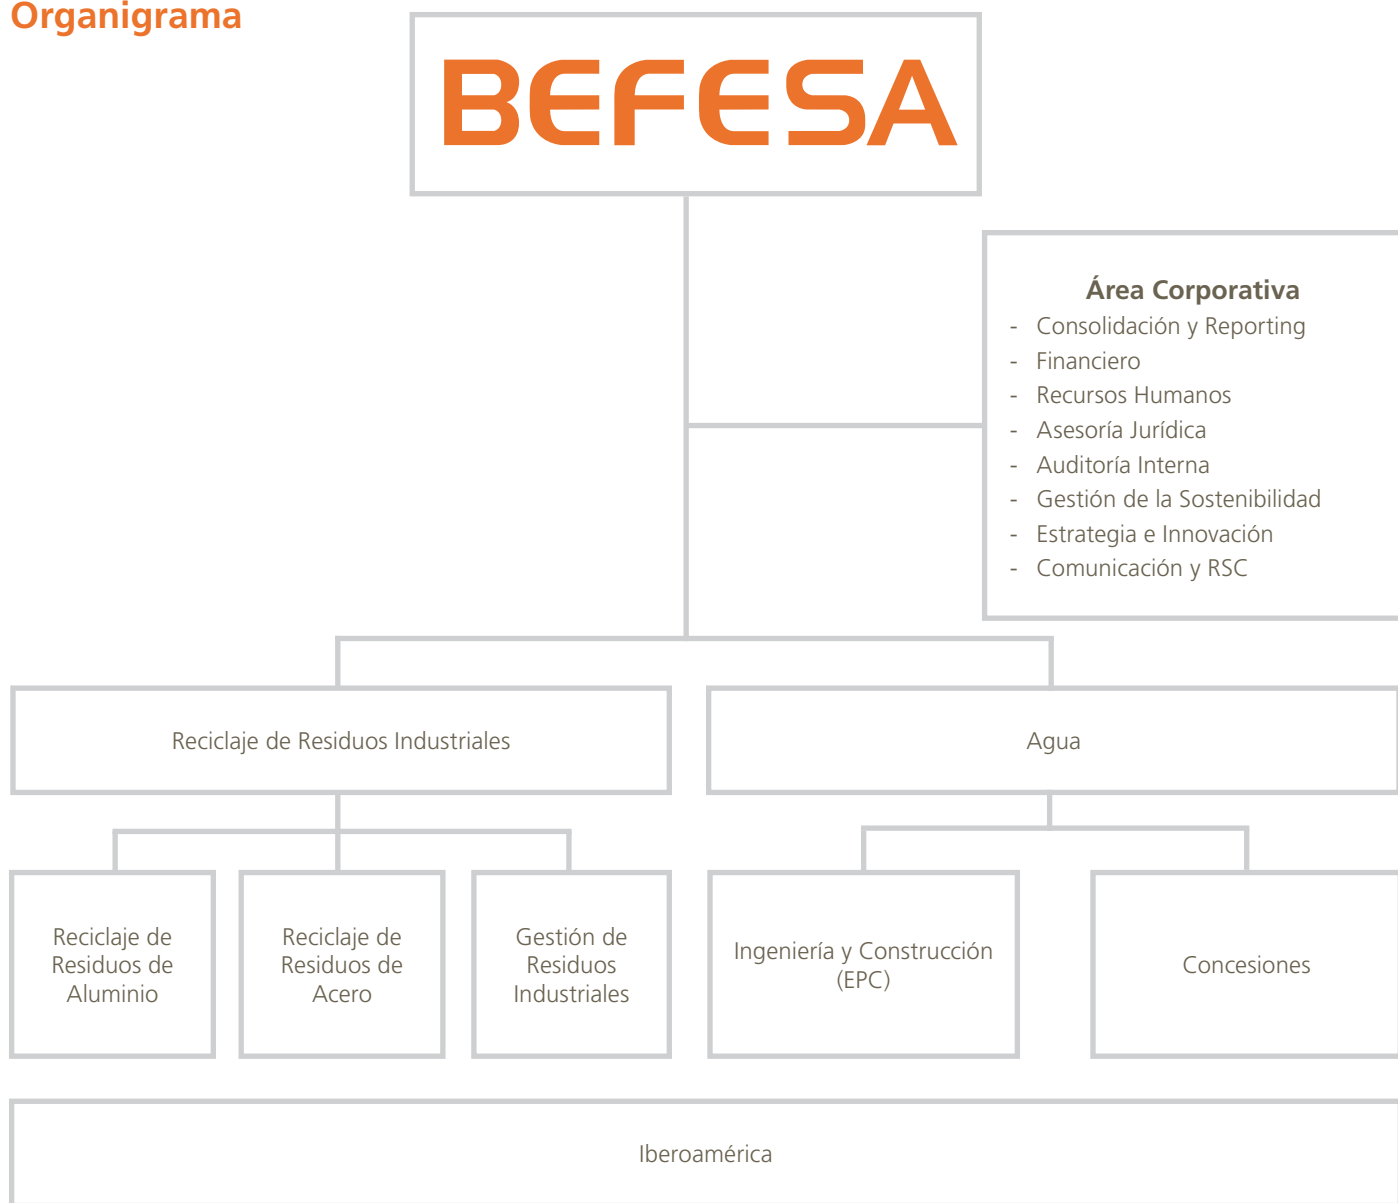 Organigrama
BEFESA
Área Corporativa
- Consolidación y Reporting
- Financiero
- Recursos Humanos
- Asesoría Jurídica
- Auditoría Interna
- Gestión de la Sostenibilidad
- Estrategia e Innovación
- Comunicación y RSC
Reciclaje de Residuos Industriales
Agua
Reciclaje de
Residuos de
Aluminio
Reciclaje de
Residuos de
Acero
Gestión de
Residuos
Industriales
Ingeniería y Construcción
(EPC)
Concesiones
Iberoamérica